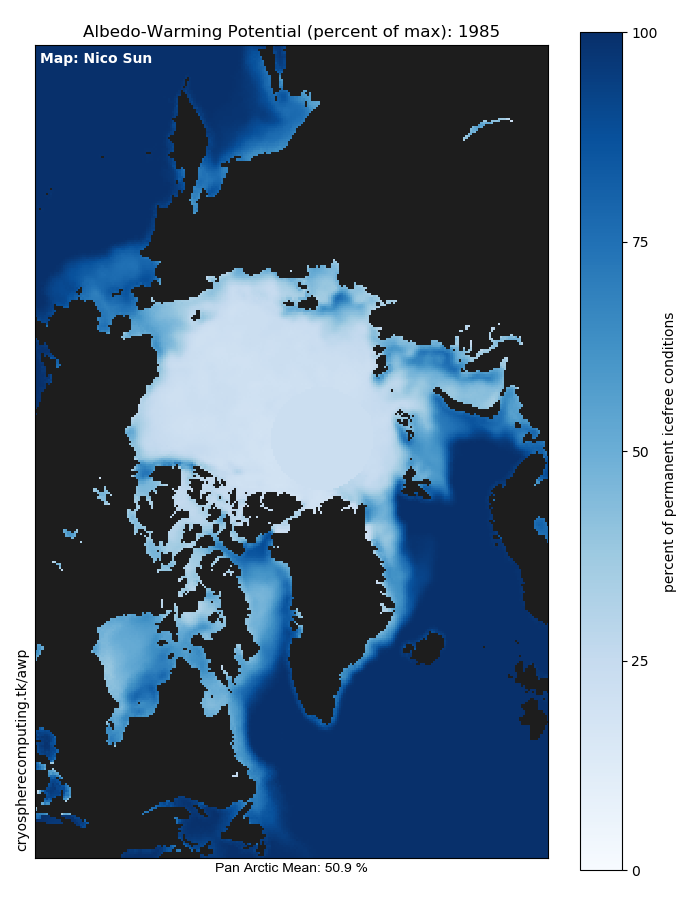 Albedo-Warming Potential (percent of max): 1985
Map: Nico Sun
100
75
50
25
0
percent of permanent icefree conditions
cryospherecomputing.tk/awp
Pan Arctic Mean: 50.9 %